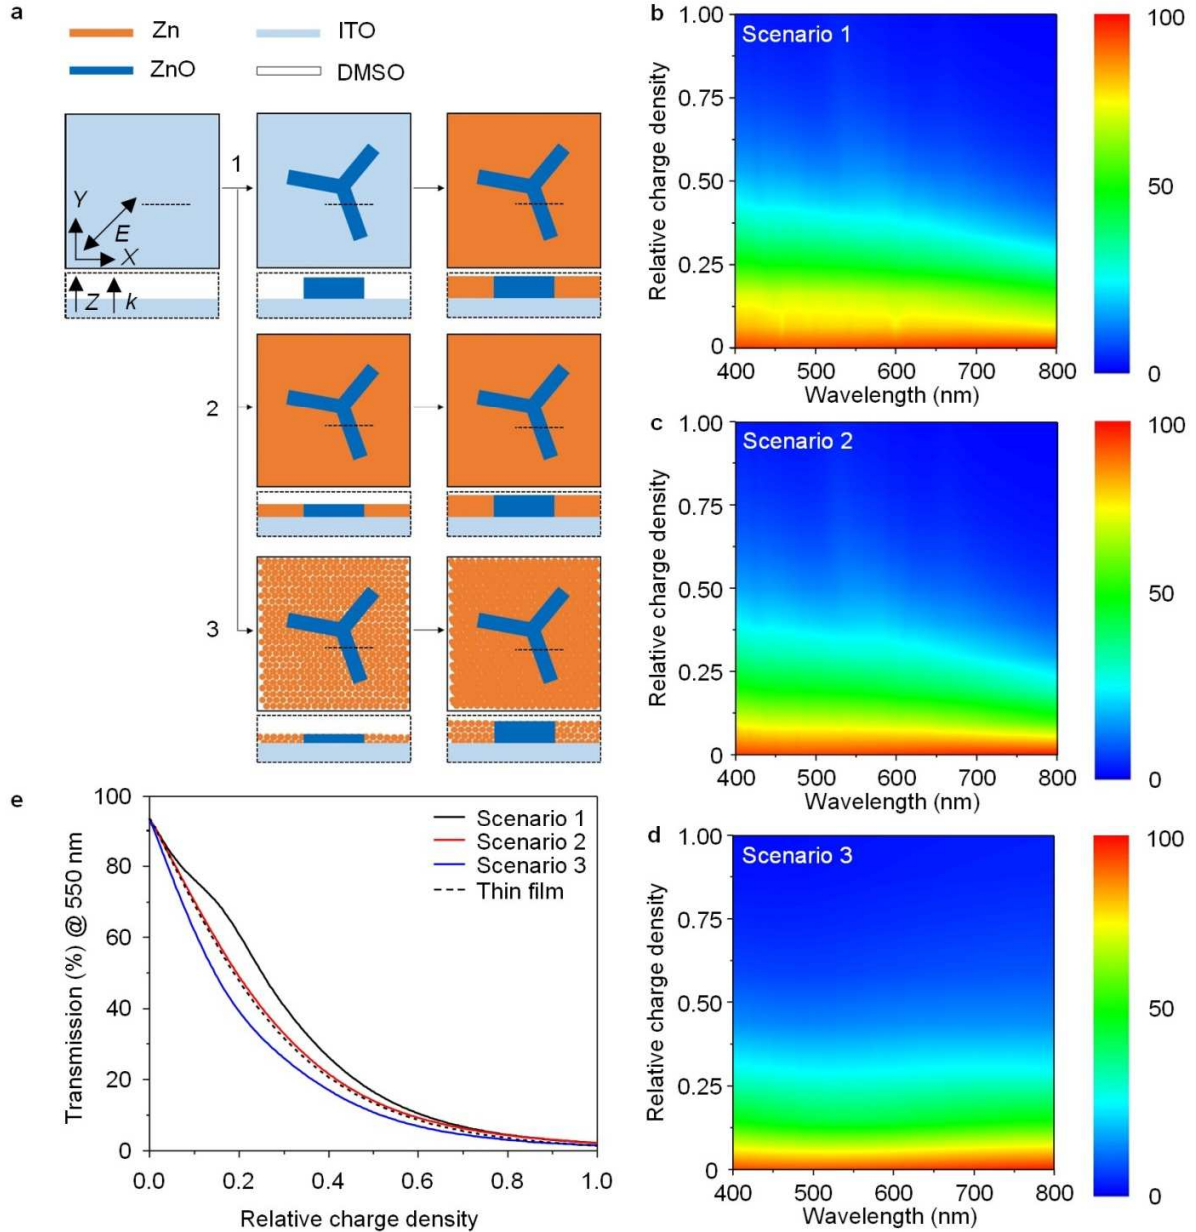 a
Zn
ITO
ZnO
DMSO
1
Y
E
X
Z
k
2
3
b
Scenario 1
Relative charge density
1.00
0.75
0.50
0.25
0
400
500
600
700
800
Wavelength (nm)
100
50
0
c
Scenario 2
Relative charge density
1.00
0.75
0.50
0.25
0
400
500
600
700
800
Wavelength (nm)
100
50
0
e
Transmission (%) @ 550 nm
100
80
60
40
20
0
Scenario 1
Scenario 2
Scenario 3
Thin film
0.0
0.2
0.4
0.6
0.8
1.0
Relative charge density
d
Scenario 3
Relative charge density
1.00
0.75
0.50
0.25
0
400
500
600
700
800
Wavelength (nm)
100
50
0